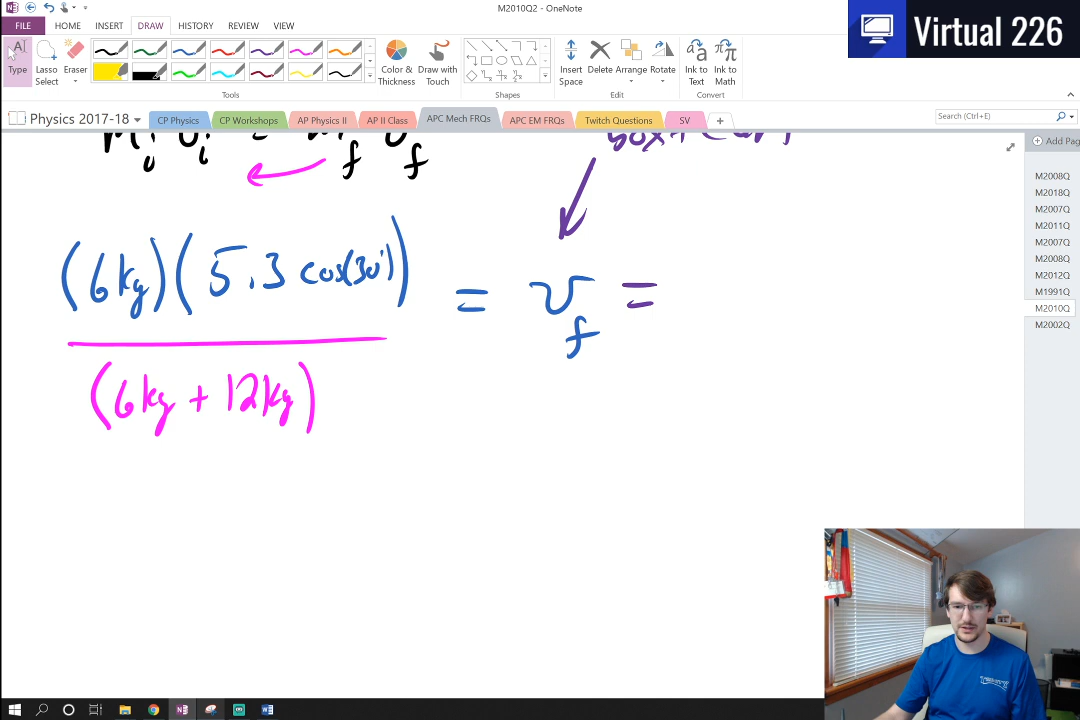 M2010Q2 - OneNote
Virtual 226
FILE HOME INSERT DRAW HISTORY REVIEW VIEW
Type Lasso Select Eraser Color & Thickness Draw with Touch Insert Space Delete Arrange Rotate Ink to Text Ink to Math
Tools Shapes Edit Convert
Physics 2017-18 CP Physics CP Workshops AP Physics II AP II Class APC Mech FRQs APC EM FRQs Twitch Questions SV Search (Ctrl+E)
Add Pag
M2008Q
M2018Q
M2007Q
M2011Q
M2007Q
M2008Q
M2012Q
M1991Q
M2010Q
M2002Q
(6kg)(5.3 cos(30°))
= v_f =
(6kg + 12kg)